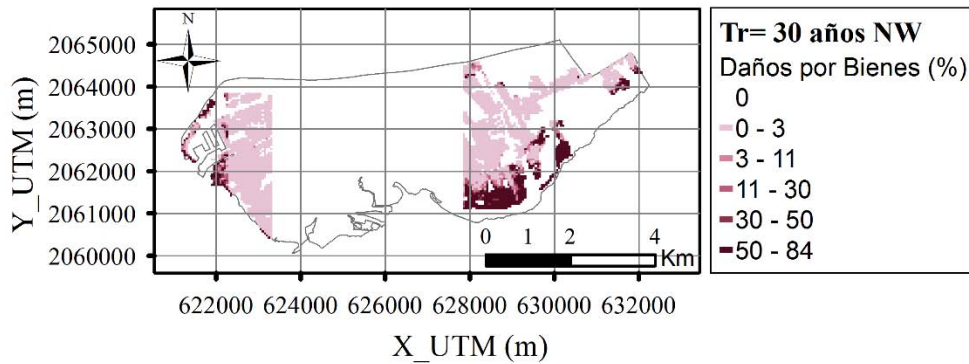 N
2065000
2064000
2063000
2062000
2061000
2060000
Y_UTM (m)
0 1 2 4
Km
622000 624000 626000 628000 630000 632000
X_UTM (m)
Tr= 30 años NW
Daños por Bienes (%)
0
0 - 3
3 - 11
11 - 30
30 - 50
50 - 84